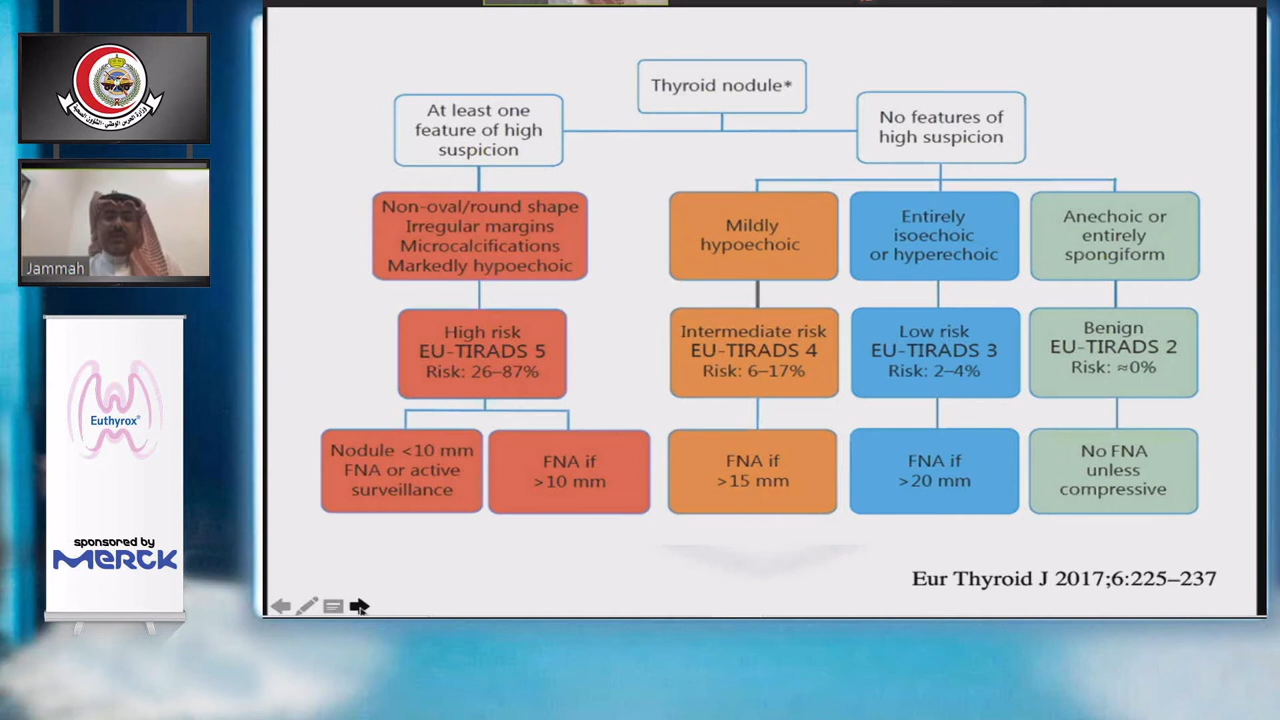 Thyroid nodule*
At least one
feature of high
suspicion
No features of
high suspicion
Non-oval/round shape
Irregular margins
Microcalcifications
Markedly hypoechoic
Mildly
hypoechoic
Entirely
isoechoic
or hyperechoic
Anechoic or
entirely
spongiform
High risk
EU-TIRADS 5
Risk: 26–87%
Intermediate risk
EU-TIRADS 4
Risk: 6–17%
Low risk
EU-TIRADS 3
Risk: 2–4%
Benign
EU-TIRADS 2
Risk: ≈0%
Nodule <10 mm
FNA or active
surveillance
FNA if
>10 mm
FNA if
>15 mm
FNA if
>20 mm
No FNA
unless
compressive
Eur Thyroid J 2017;6:225–237
Jammah
Euthyrox®
sponsored by
MERCK